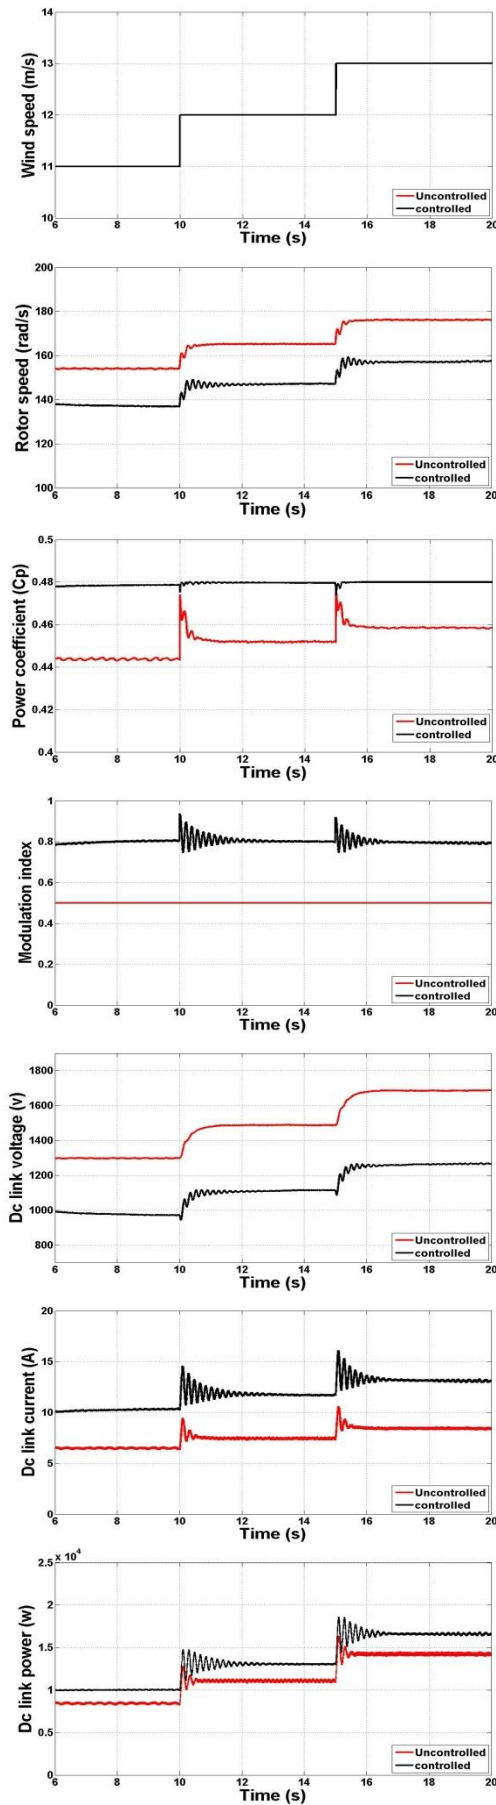 14
13
12
11
10
Wind speed (m/s)
Uncontrolled
controlled
6 8 10 12 14 16 18 20
Time (s)
200
180
160
140
120
100
Rotor speed (rad/s)
Uncontrolled
controlled
6 8 10 12 14 16 18 20
Time (s)
0.5
0.48
0.46
0.44
0.42
0.4
Power coefficient (Cp)
Uncontrolled
controlled
6 8 10 12 14 16 18 20
Time (s)
1
0.8
0.6
0.4
0.2
0
Modulation index
Uncontrolled
controlled
6 8 10 12 14 16 18 20
Time (s)
1800
1600
1400
1200
1000
800
Dc link voltage (v)
Uncontrolled
controlled
6 8 10 12 14 16 18 20
Time (s)
20
15
10
5
0
Dc link current (A)
Uncontrolled
controlled
6 8 10 12 14 16 18 20
Time (s)
x 10^4
2.5
2
1.5
1
0.5
0
Dc link power (w)
Uncontrolled
controlled
6 8 10 12 14 16 18 20
Time (s)